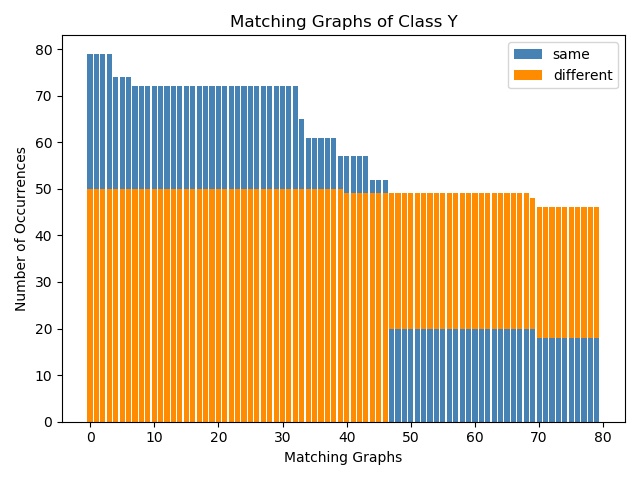 Matching Graphs of Class Y
same
different
Number of Occurrences
80
70
60
50
40
30
20
10
0
0 10 20 30 40 50 60 70 80
Matching Graphs